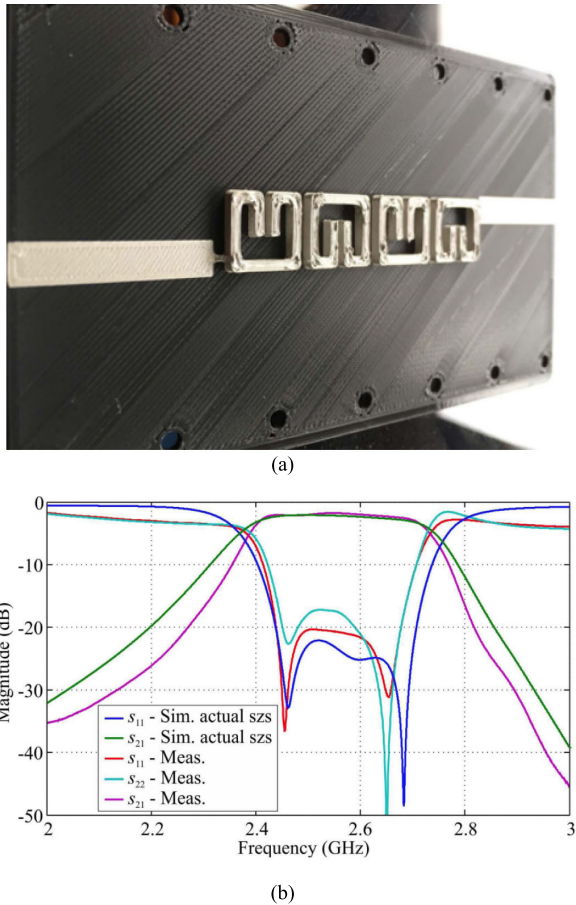 (a)
0
-10
-20
-30
-40
-50
Magnitude (dB)
s11 - Sim. actual szs
s21 - Sim. actual szs
s11 - Meas.
s22 - Meas.
s21 - Meas.
2 2.2 2.4 2.6 2.8 3
Frequency (GHz)
(b)